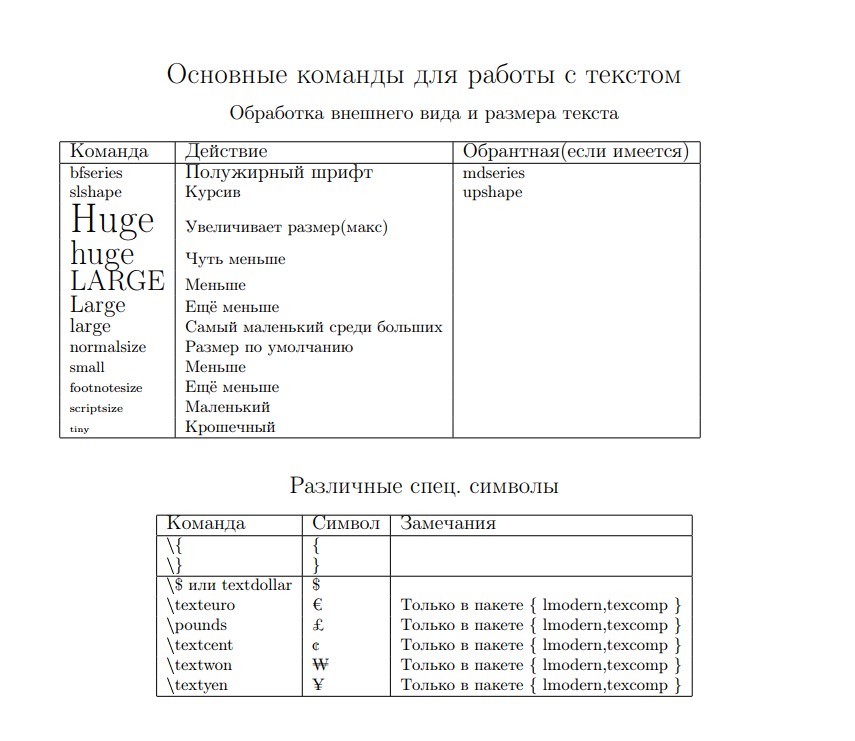 Основные команды для работы с текстом
Обработка внешнего вида и размера текста
Команда Действие Обрантная(если имеется)
bfseries Полужирный шрифт mdseries
slshape Курсив upshape
Huge Увеличивает размер(макс)
huge Чуть меньше
LARGE Меньше
Large Ещё меньше
large Самый маленький среди больших
normalsize Размер по умолчанию
small Меньше
footnotesize Ещё меньше
scriptsize Маленький
tiny Крошечный
Различные спец. символы
Команда Символ Замечания
\{ {
\} }
\$ или textdollar $
\texteuro € Только в пакете { lmodern,texcomp }
\pounds £ Только в пакете { lmodern,texcomp }
\textcent ¢ Только в пакете { lmodern,texcomp }
\textwon ₩ Только в пакете { lmodern,texcomp }
\textyen ¥ Только в пакете { lmodern,texcomp }